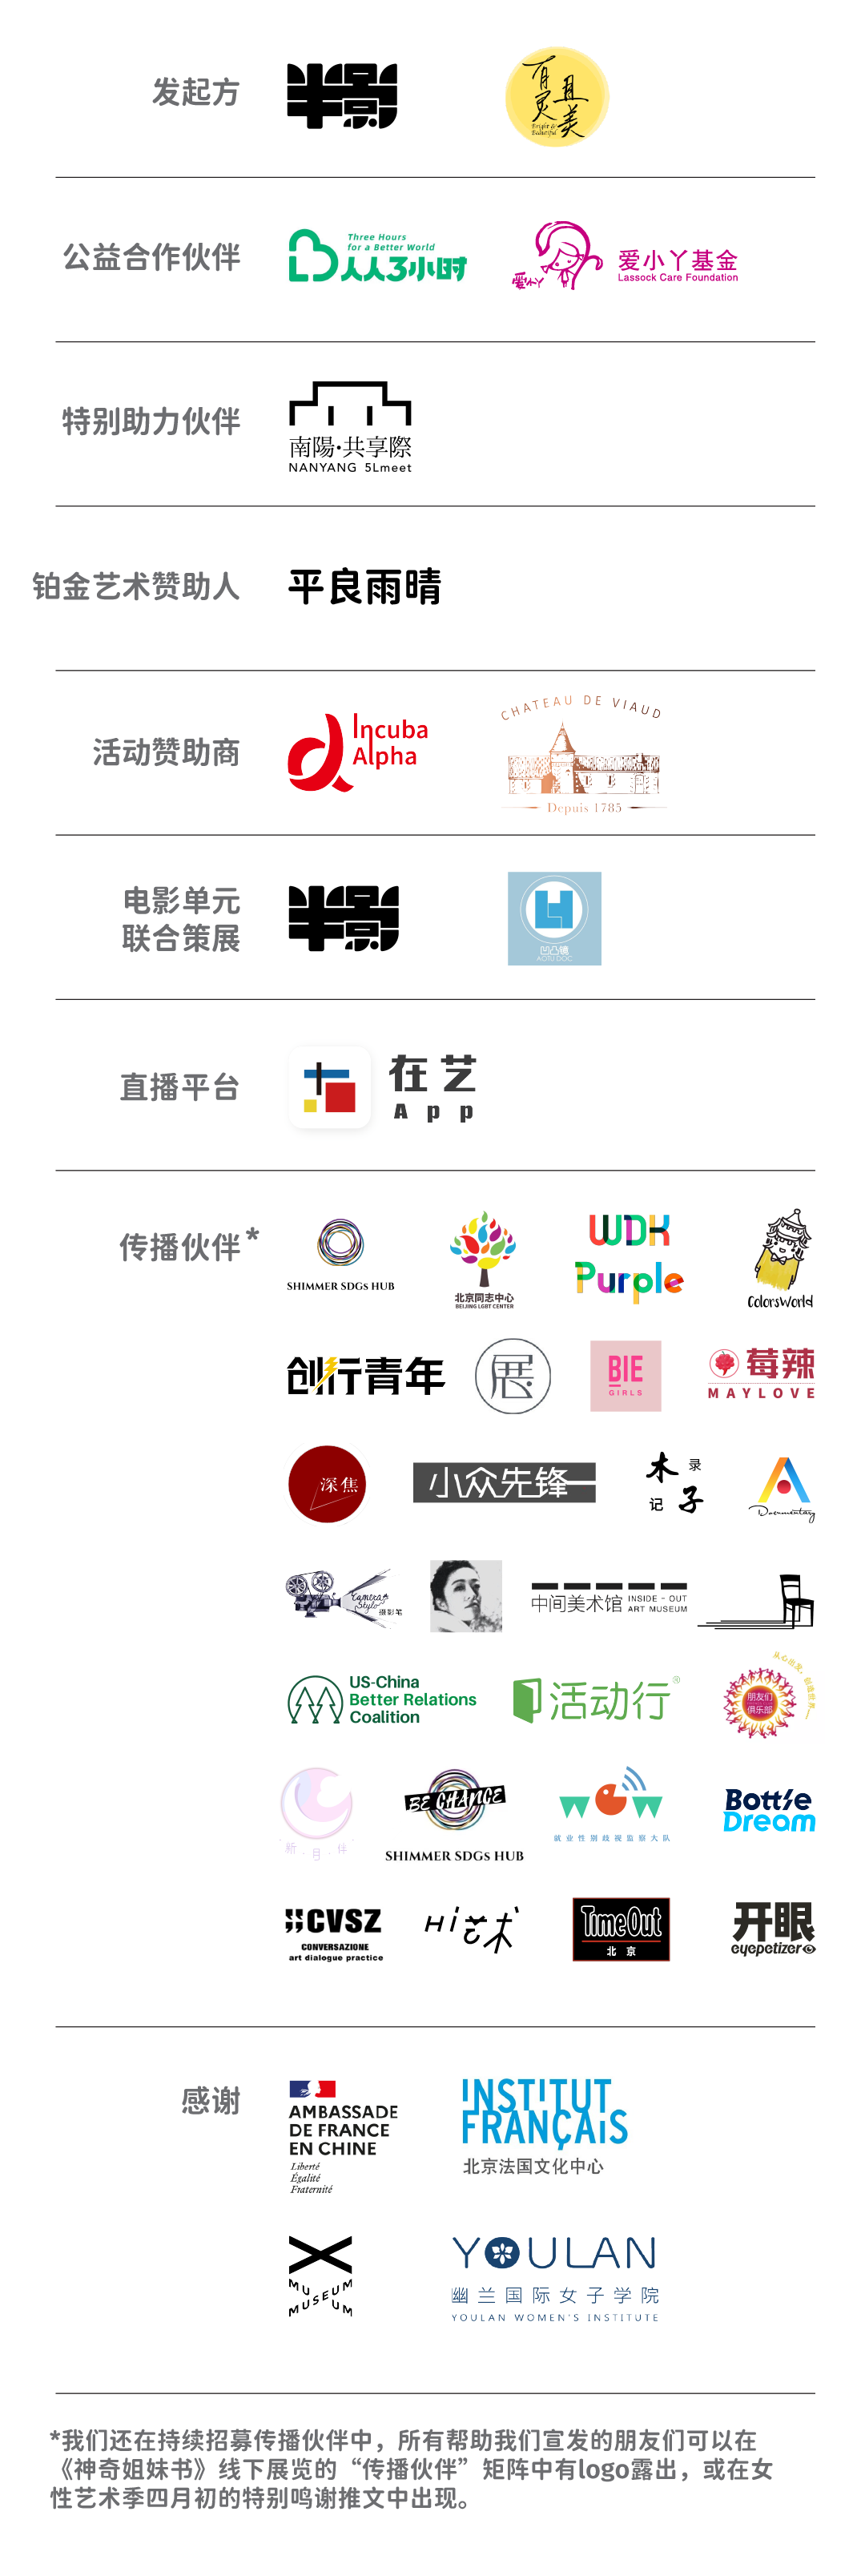 发起方
半影
有灵且美
Bright & Beautiful
公益合作伙伴
Three Hours
for a Better World
人人3小时
爱小丫
爱小丫基金
Lassock Care Foundation
特别助力伙伴
南陽·共享際
NANYANG 5Lmeet
铂金艺术赞助人
平良雨晴
活动赞助商
Incuba
Alpha
CHATEAU DE VIAUD
Depuis 1785
电影单元
联合策展
半影
凹凸镜
AOTU DOC
直播平台
在艺
App
传播伙伴*
SHIMMER SDGs HUB
北京同志中心
BEIJING LGBT CENTER
WDK
Purple
ColorsWorld
创行青年
展
BIE
GIRLS
莓辣
MAYLOVE
深焦
小众先锋
木子
记录
Documentary
Camera
Stylo
摄影笔
中间美术馆
INSIDE-OUT
ART MUSEUM
US-China
Better Relations
Coalition
活动行®
从心出发，创造世界
朋友们
俱乐部
新·月·伴
BE CHANGE
SHIMMER SDGs HUB
WOW
就业性别歧视监察大队
Bottle
Dream
CVSZ
CONVERSAZIONE
art dialogue practice
Hi艺术
TimeOut
北京
开眼
eyepetizer
感谢
AMBASSADE
DE FRANCE
EN CHINE
Liberté
Égalité
Fraternité
INSTITUT
FRANÇAIS
北京法国文化中心
X
MUSEUM
MUSEUM
YOULAN
幽兰国际女子学院
YOULAN WOMEN'S INSTITUTE
*我们还在持续招募传播伙伴中，所有帮助我们宣发的朋友们可以在
《神奇姐妹书》线下展览的“传播伙伴”矩阵中有logo露出，或在女
性艺术季四月初的特别鸣谢推文中出现。